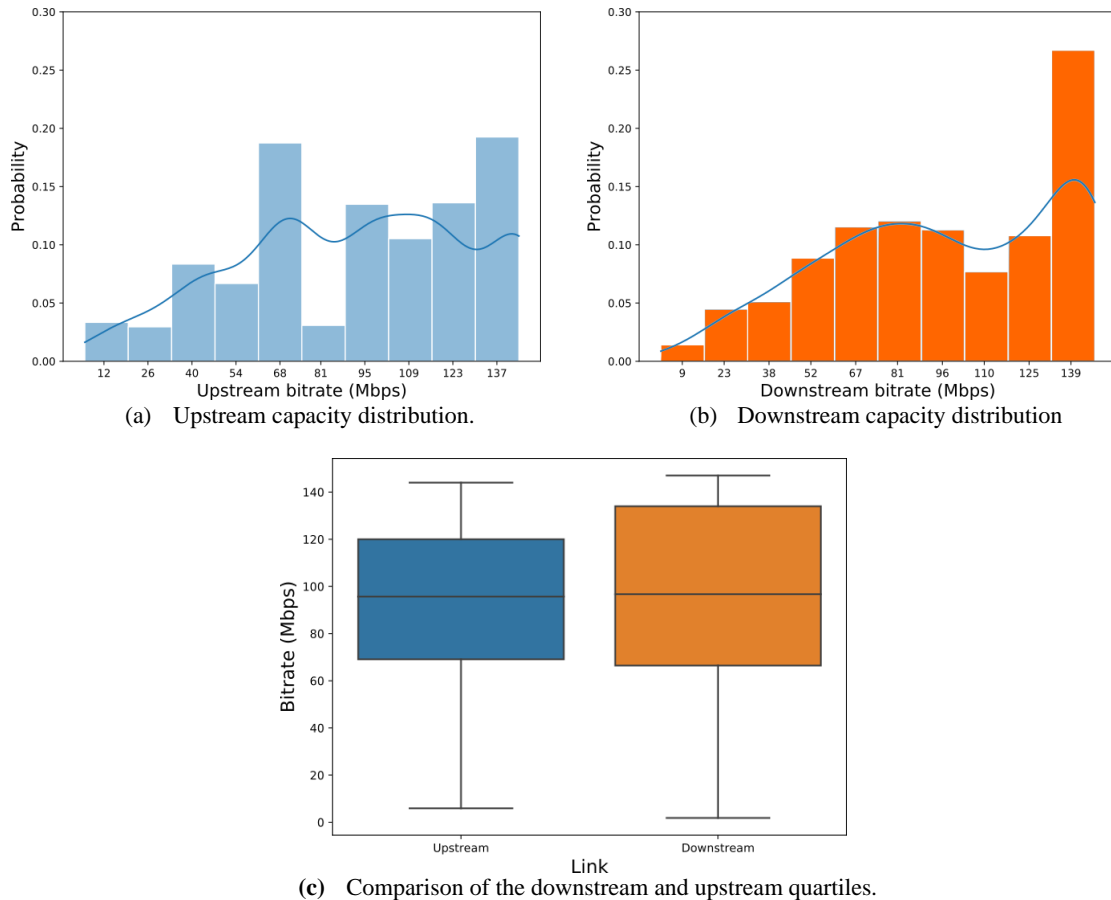 0.30
0.25
0.20
0.15
0.10
0.05
0.00
Probability
12 26 40 54 68 81 95 109 123 137
Upstream bitrate (Mbps)
(a) Upstream capacity distribution.
0.30
0.25
0.20
0.15
0.10
0.05
0.00
Probability
9 23 38 52 67 81 96 110 125 139
Downstream bitrate (Mbps)
(b) Downstream capacity distribution
140
120
100
80
60
40
20
0
Bitrate (Mbps)
Upstream Downstream
Link
(c) Comparison of the downstream and upstream quartiles.